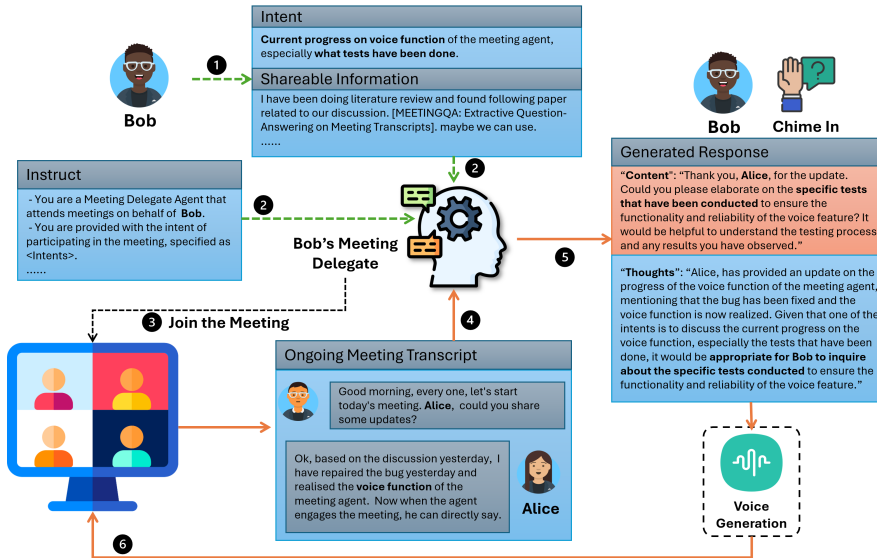 Intent
Current progress on voice function of the meeting agent,
especially what tests have been done.
1
Bob
Shareable Information
I have been doing literature review and found following paper
related to our discussion. [MEETINGQA: Extractive Question-
Answering on Meeting Transcripts]. maybe we can use.
......
Bob
Chime In
?
Instruct
- You are a Meeting Delegate Agent that
attends meetings on behalf of Bob.
- You are provided with the intent of
participating in the meeting, specified as
<Intents>.
......
2
2
Bob's Meeting
Delegate
5
Generated Response
“Content": “Thank you, Alice, for the update.
Could you please elaborate on the specific tests
that have been conducted to ensure the
functionality and reliability of the voice feature? It
would be helpful to understand the testing process
and any results you have observed.”
“Thoughts”: “Alice, has provided an update on the
progress of the voice function of the meeting agent,
mentioning that the bug has been fixed and the
voice function is now realized. Given that one of the
intents is to discuss the current progress on the
voice function, especially the tests that have been
done, it would be appropriate for Bob to inquire
about the specific tests conducted to ensure the
functionality and reliability of the voice feature.”
3 Join the Meeting
4
Ongoing Meeting Transcript
Good morning, every one, let's start
today's meeting. Alice, could you share
some updates?
Ok, based on the discussion yesterday, I
have repaired the bug yesterday and
realised the voice function of the
meeting agent. Now when the agent
engages the meeting, he can directly say.
Alice
Voice
Generation
6